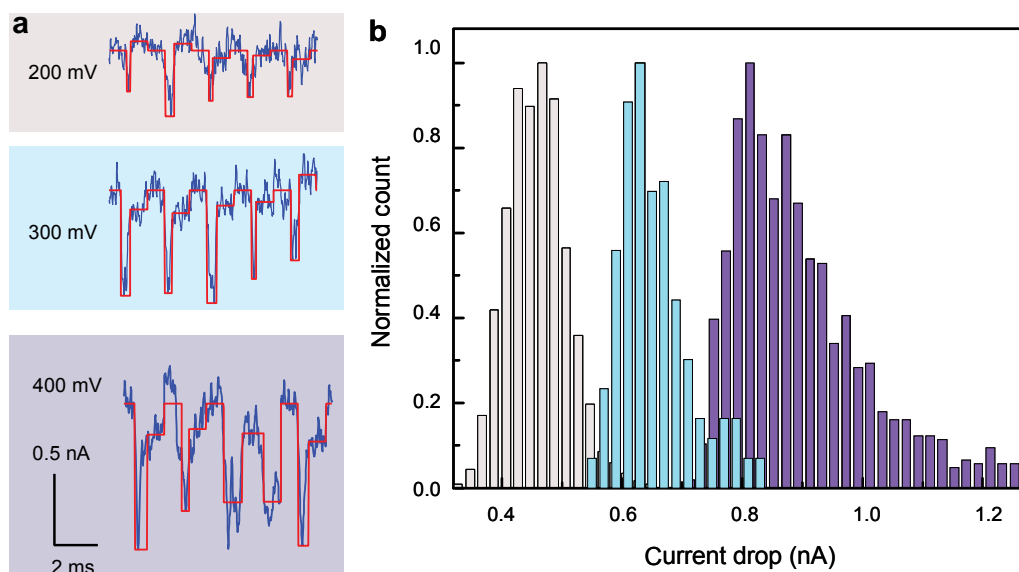 a
200 mV
300 mV
400 mV
0.5 nA
2 ms
b
1.0
0.8
0.6
0.4
0.2
0.0
Normalized count
0.4 0.6 0.8 1.0 1.2
Current drop (nA)